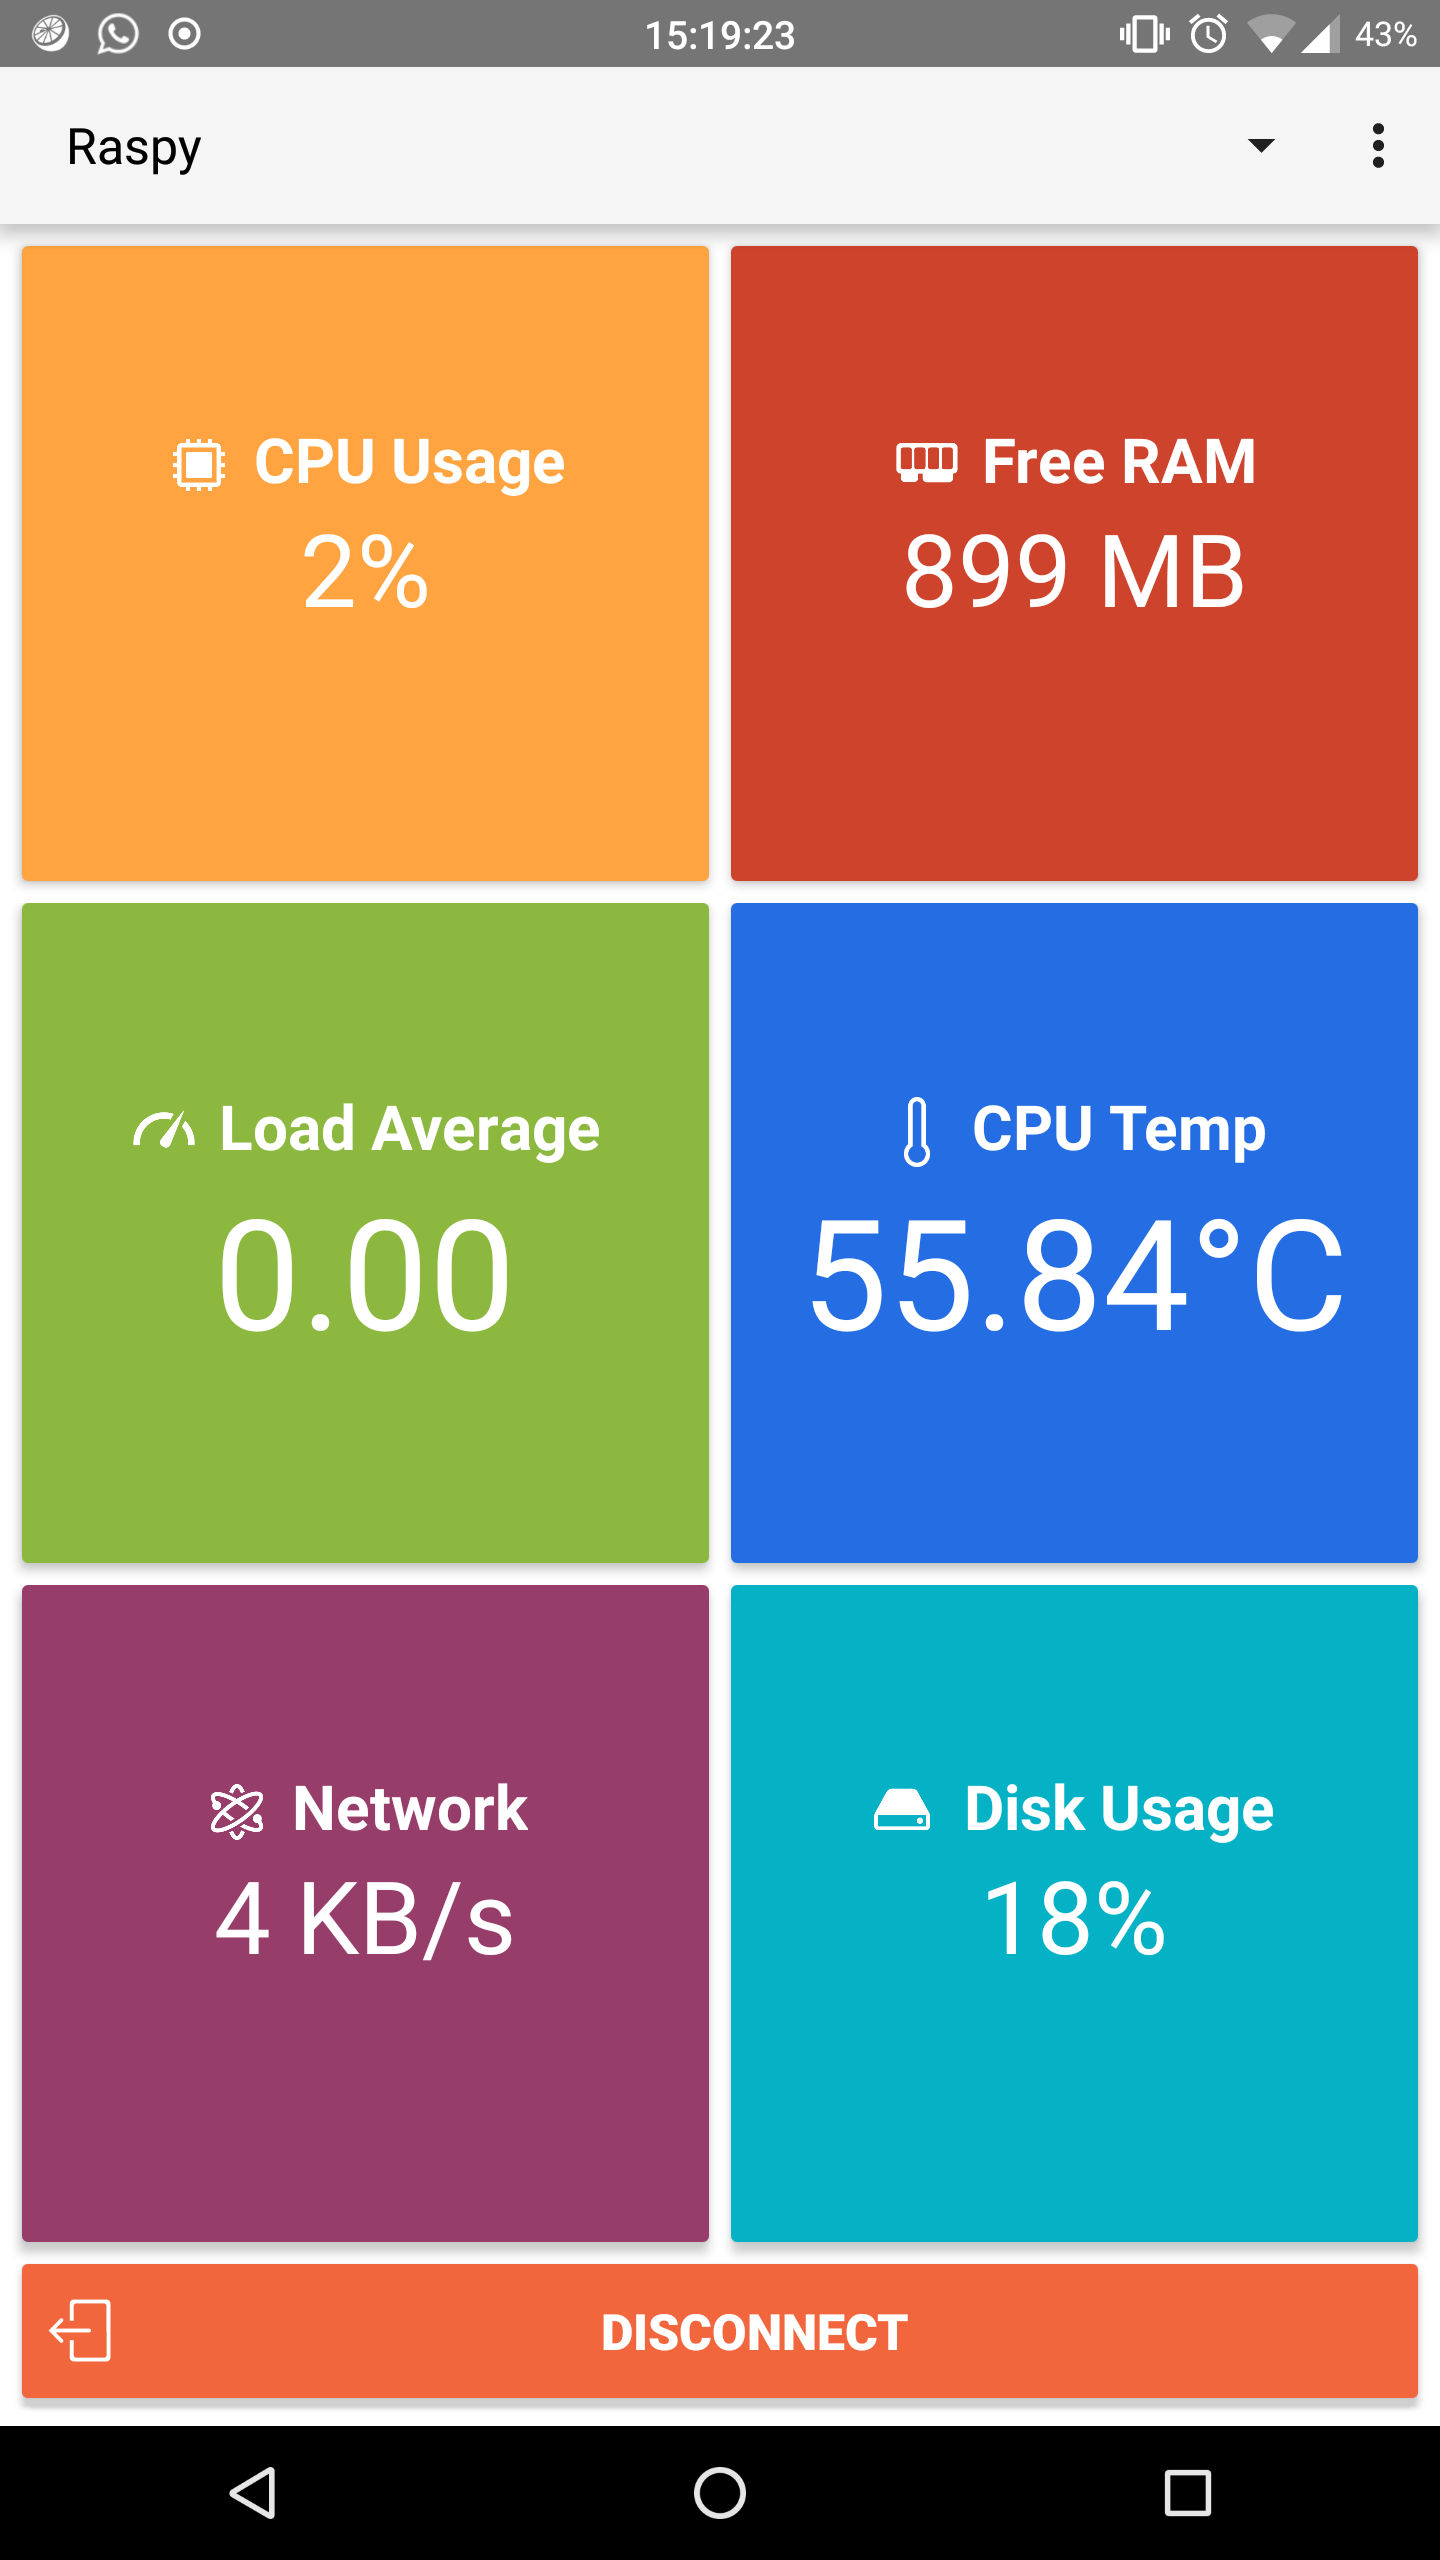 15:19:23
43%
Raspy
CPU Usage
2%
Free RAM
899 MB
Load Average
0.00
CPU Temp
55.84°C
Network
4 KB/s
Disk Usage
18%
DISCONNECT